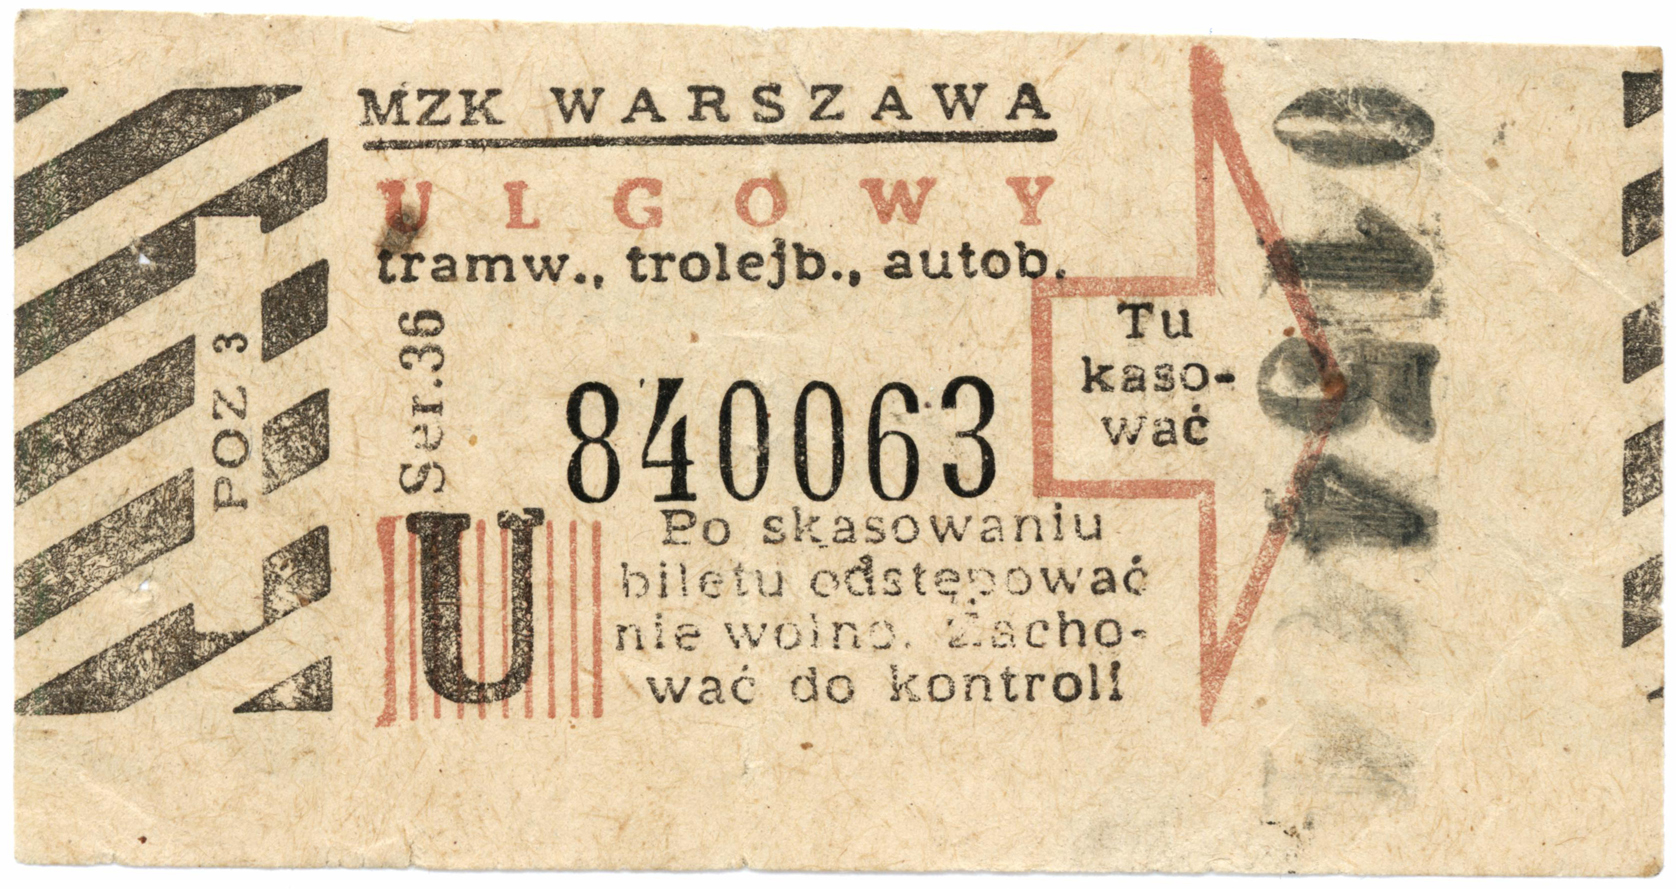 MZK WARSZAWA
ULGOWY
tramw., trolejb., autob.
POZ 3
Ser.36
840063
Tu
kaso-
wać
U
Po skasowaniu
biletu odstępować
nie wolno. Zacho-
wać do kontroli